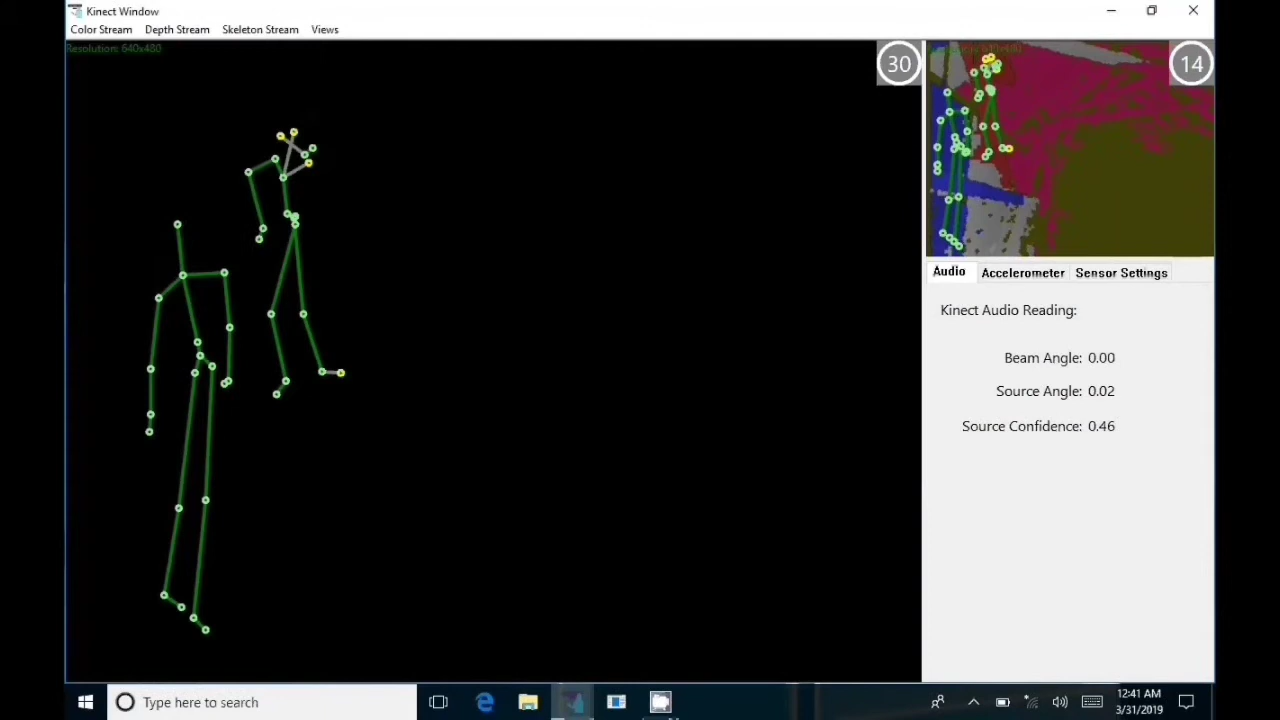 Kinect Window
Color Stream Depth Stream Skeleton Stream Views
Resolution: 640x480
30
14
Audio Accelerometer Sensor Settings
Kinect Audio Reading:
Beam Angle: 0.00
Source Angle: 0.02
Source Confidence: 0.46
Type here to search
12:41 AM
3/31/2019